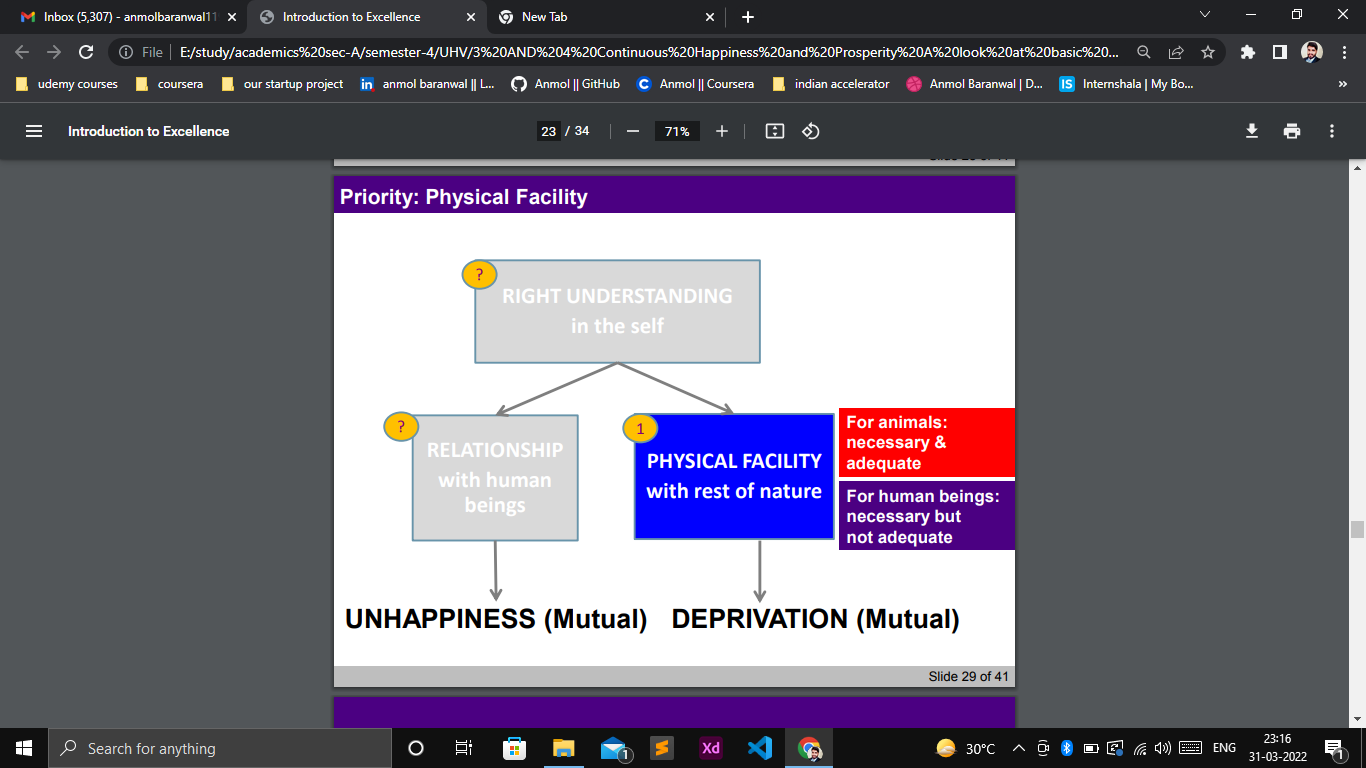 Inbox (5,307) - anmolbaranwal11
Introduction to Excellence
New Tab
File
E:/study/academics%20sec-A/semester-4/UHV/3%20AND%204%20Continuous%20Happiness%20and%20Prosperity%20A%20look%20at%20basic%20...
udemy courses
coursera
our startup project
in
anmol baranwal || L...
Anmol || GitHub
C
Anmol || Coursera
indian accelerator
Anmol Baranwal | D...
IS
Internshala | My Bo...
»
Introduction to Excellence
23 / 34
71%
Priority: Physical Facility
?
RIGHT UNDERSTANDING
in the self
?
RELATIONSHIP
with human
beings
1
PHYSICAL FACILITY
with rest of nature
For animals:
necessary &
adequate
For human beings:
necessary but
not adequate
UNHAPPINESS (Mutual)
DEPRIVATION (Mutual)
Slide 29 of 41
Search for anything
1
Xd
30°C
ENG
23:16
31-03-2022
1